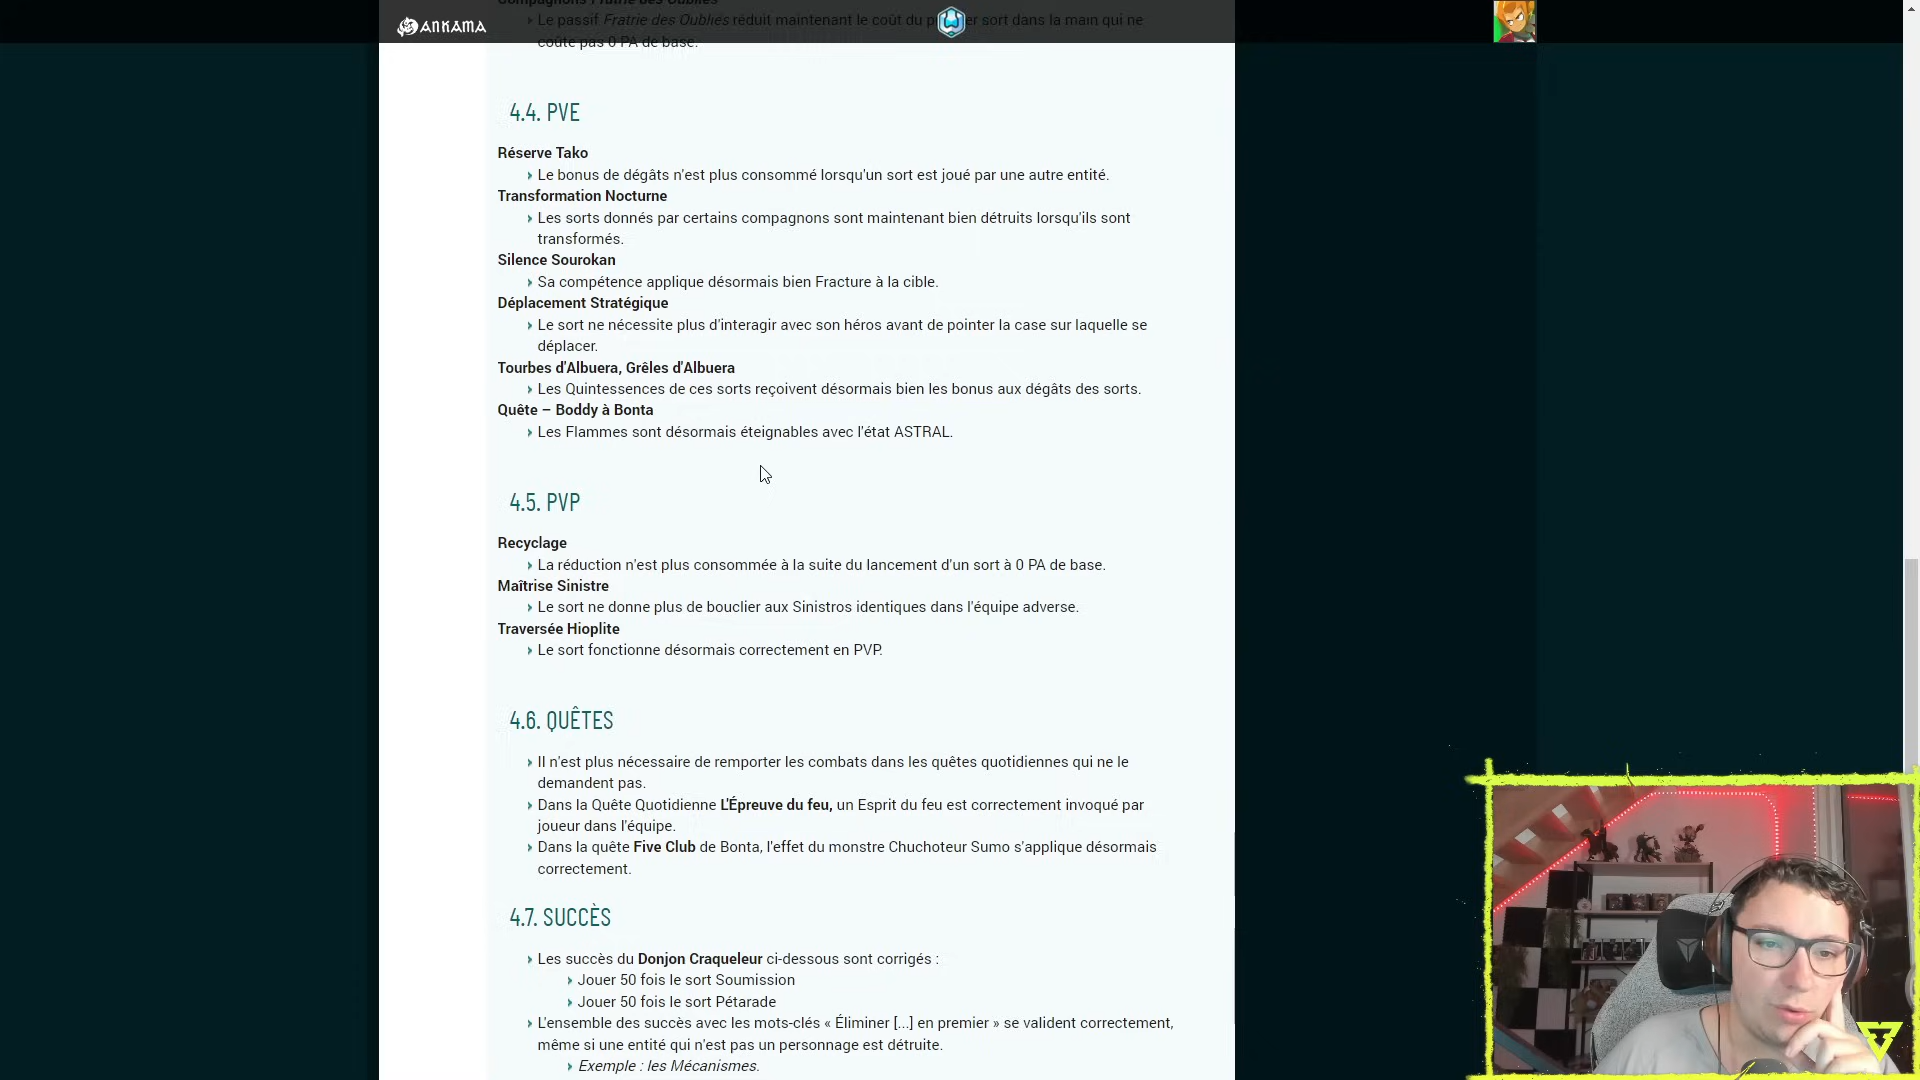 Compagnons Fratrie des Oubliés
Le passif Fratrie des Oubliés réduit maintenant le coût du sort dans la main qui ne
coûte pas 0 PA de base.
ANKAMA
4.4. PVE
Réserve Tako
Le bonus de dégâts n'est plus consommé lorsqu'un sort est joué par une autre entité.
Transformation Nocturne
Les sorts donnés par certains compagnons sont maintenant bien détruits lorsqu'ils sont
transformés.
Silence Sourokan
Sa compétence applique désormais bien Fracture à la cible.
Déplacement Stratégique
Le sort ne nécessite plus d'interagir avec son héros avant de pointer la case sur laquelle se
déplacer.
Tourbes d'Albuera, Grêles d'Albuera
Les Quintessences de ces sorts reçoivent désormais bien les bonus aux dégâts des sorts.
Quête – Boddy à Bonta
Les Flammes sont désormais éteignables avec l'état ASTRAL.
4.5. PVP
Recyclage
La réduction n'est plus consommée à la suite du lancement d'un sort à 0 PA de base.
Maîtrise Sinistre
Le sort ne donne plus de bouclier aux Sinistros identiques dans l'équipe adverse.
Traversée Hioplite
Le sort fonctionne désormais correctement en PVP.
4.6. QUÊTES
Il n'est plus nécessaire de remporter les combats dans les quêtes quotidiennes qui ne le
demandent pas.
Dans la Quête Quotidienne L'Épreuve du feu, un Esprit du feu est correctement invoqué par
joueur dans l'équipe.
Dans la quête Five Club de Bonta, l'effet du monstre Chuchoteur Sumo s'applique désormais
correctement.
4.7. SUCCÈS
Les succès du Donjon Craqueleur ci-dessous sont corrigés :
Jouer 50 fois le sort Soumission
Jouer 50 fois le sort Pétarade
L'ensemble des succès avec les mots-clés « Éliminer [...] en premier » se valident correctement,
même si une entité qui n'est pas un personnage est détruite.
Exemple : les Mécanismes.